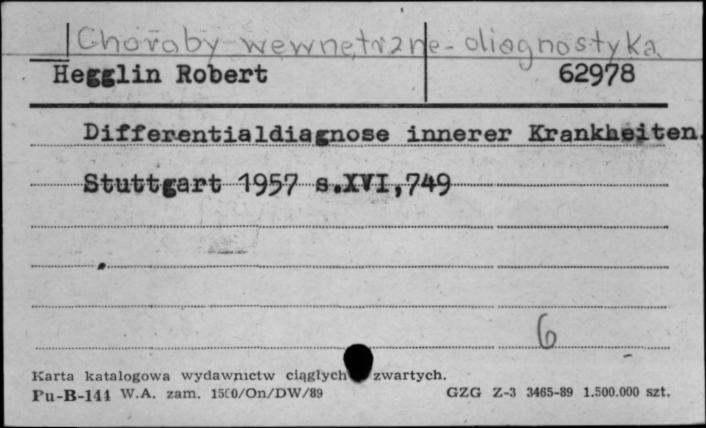 Choroby wewnętrzne - diagnostyka
Hegglin Robert 62978
Differentialdiagnose innerer Krankheiten.
Stuttgart 1957 s.XVI,749
6
Karta katalogowa wydawnictw ciągłych zwartych.
Pu-B-144 W.A. zam. 1500/On/DW/89 GZG Z-3 3465-89 1.500.000 szt.